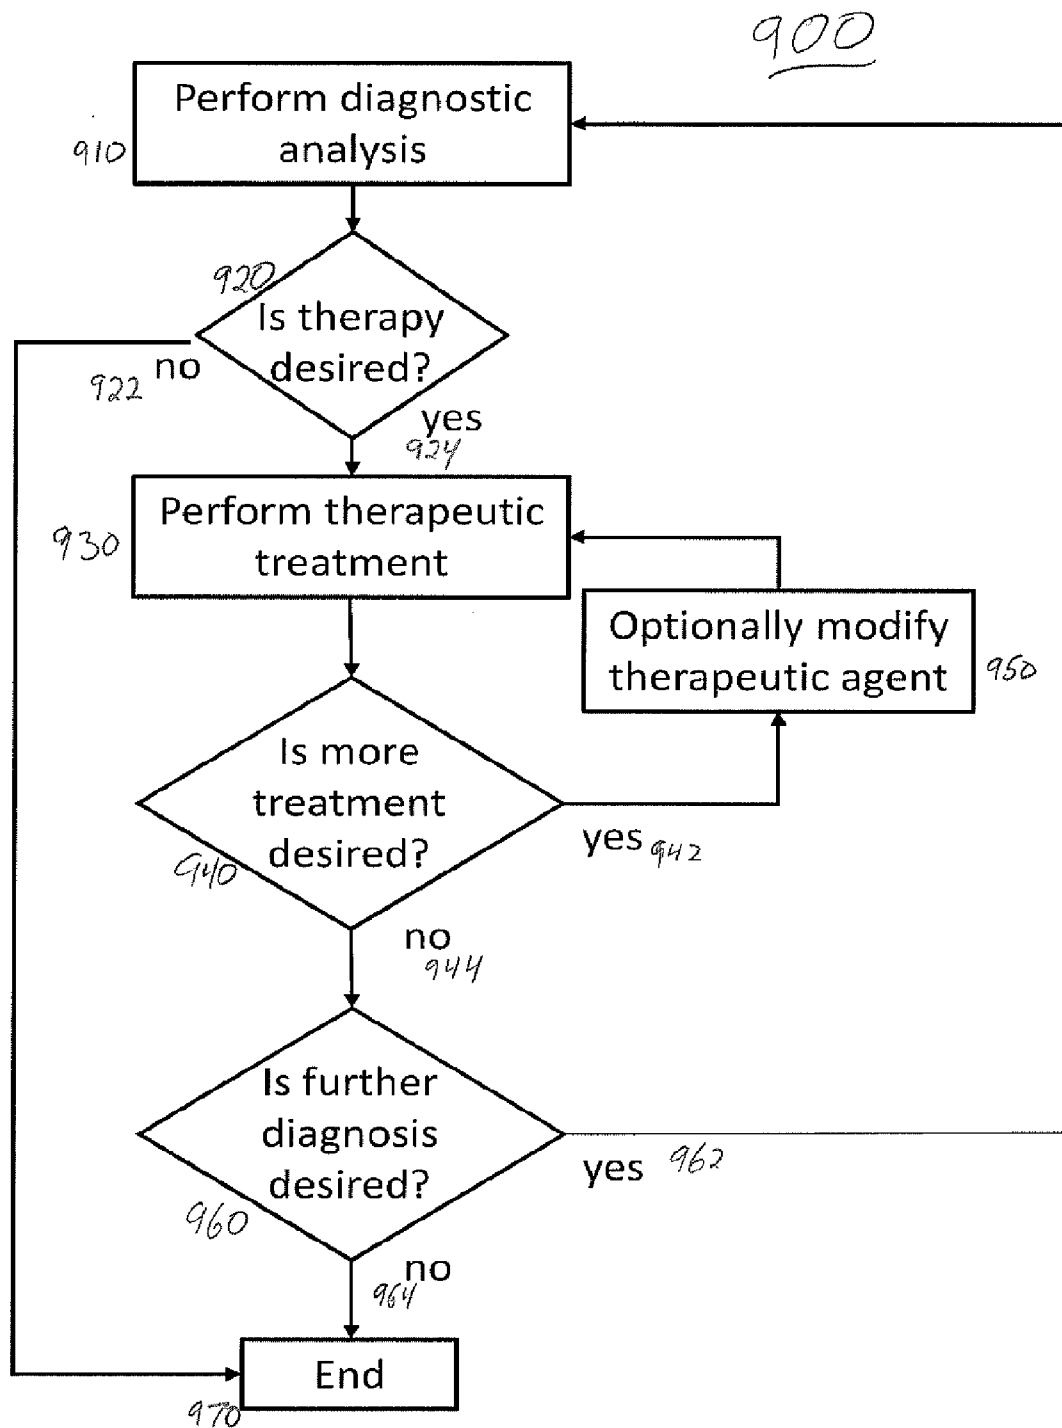 900
Perform diagnostic
analysis
910
920
Is therapy
desired?
no
922
yes
924
Perform therapeutic
treatment
930
Optionally modify
therapeutic agent
950
Is more
treatment
desired?
940
yes 942
no
944
Is further
diagnosis
desired?
960
yes 962
no
964
End
970